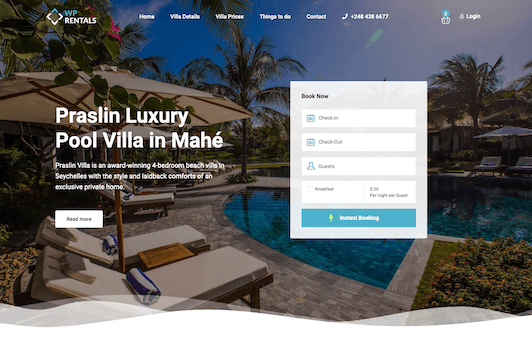 WP
RENTALS
Home
Villa Details
Villa Prices
Things to do
Contact
+248 438 6677
0
Login
Praslin Luxury
Pool Villa in Mahé
Praslin Villa is an award-winning 4-bedroom beach villa in
Seychelles with the style and laidback comforts of an
exclusive private home.
Read more
Book Now
Check-in
Check-Out
Guests
Breakfast
Per night per Guest
Instant Booking